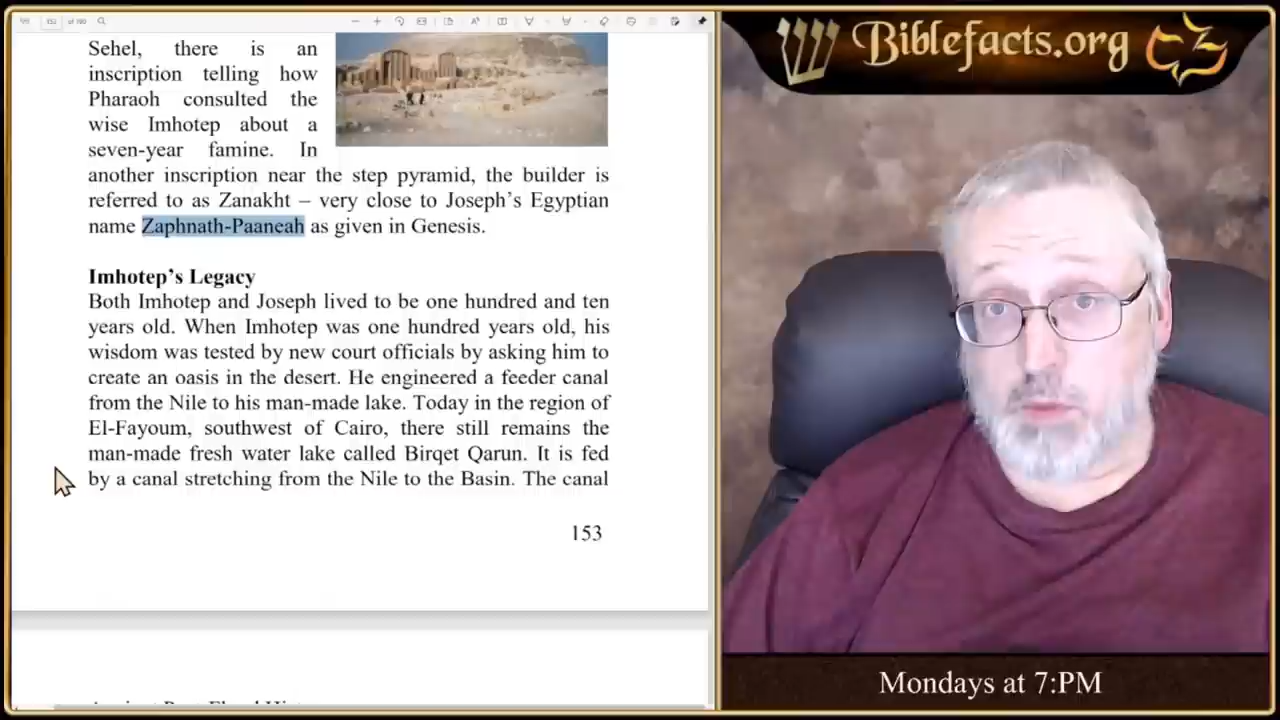 Sehel, there is an
inscription telling how
Pharaoh consulted the
wise Imhotep about a
seven-year famine. In
another inscription near the step pyramid, the builder is
referred to as Zanakht – very close to Joseph's Egyptian
name Zaphnath-Paaneah as given in Genesis.
Imhotep's Legacy
Both Imhotep and Joseph lived to be one hundred and ten
years old. When Imhotep was one hundred years old, his
wisdom was tested by new court officials by asking him to
create an oasis in the desert. He engineered a feeder canal
from the Nile to his man-made lake. Today in the region of
El-Fayoum, southwest of Cairo, there still remains the
man-made fresh water lake called Birqet Qarun. It is fed
by a canal stretching from the Nile to the Basin. The canal
153
Biblefacts.org
Mondays at 7:PM